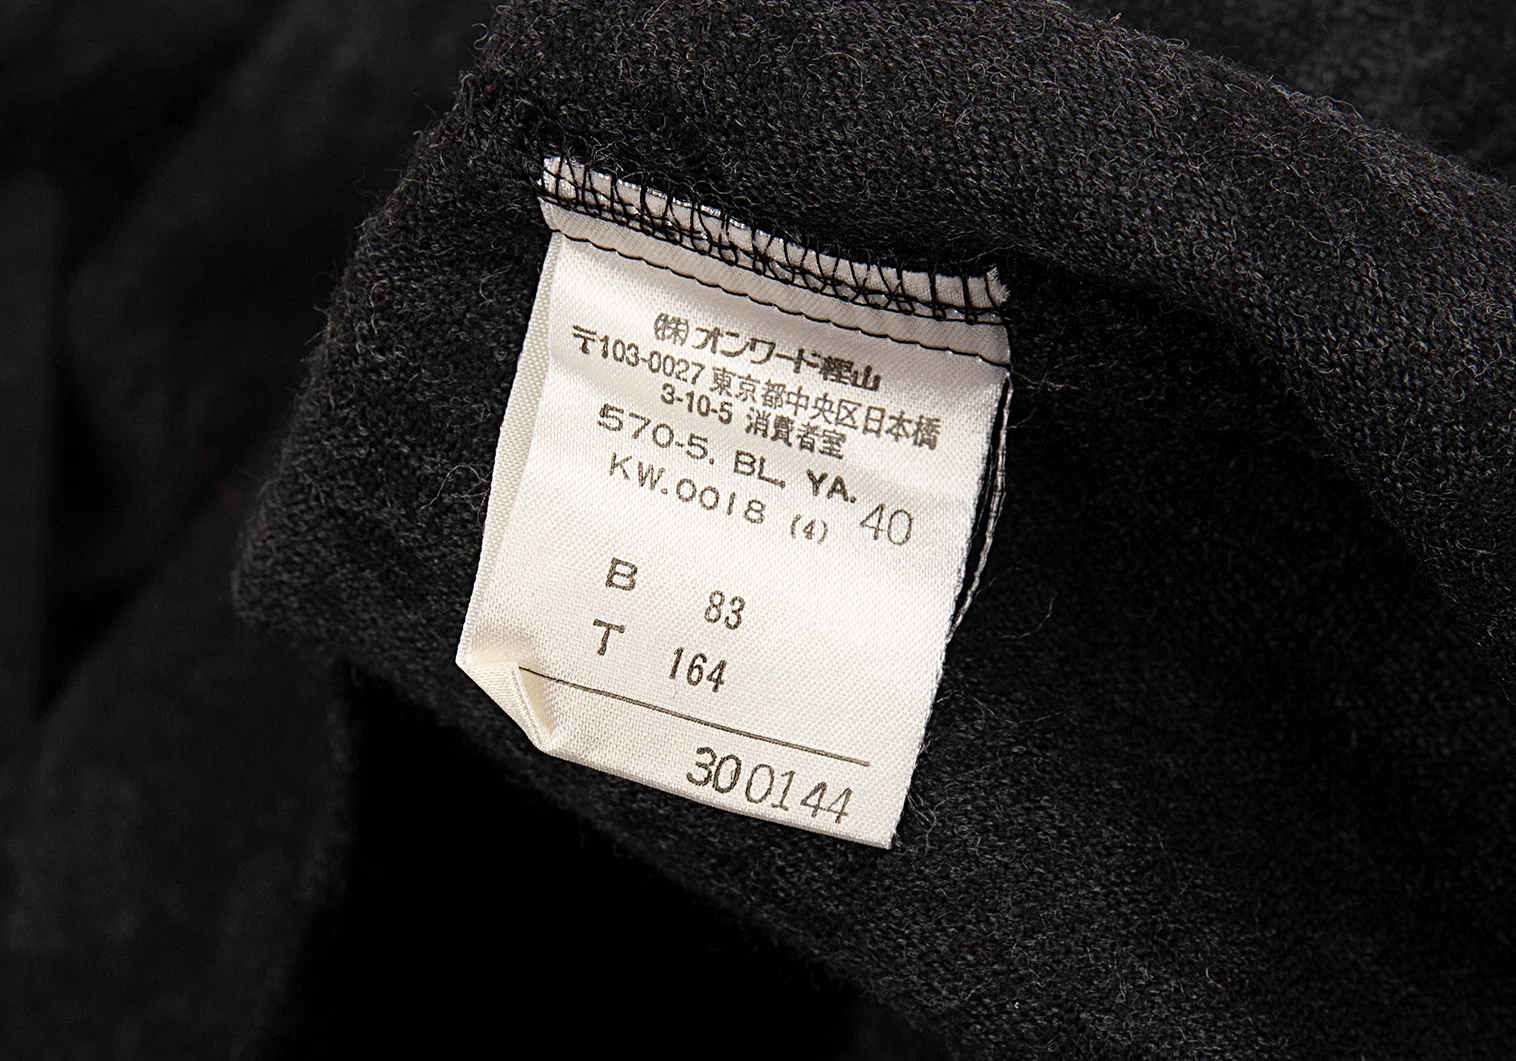 ㈱オンワード樫山
〒103-0027 東京都中央区日本橋
3-10-5 消費者室
570-5. BL. YA.
KW.0018 (4) 40
B 83
T 164
300144